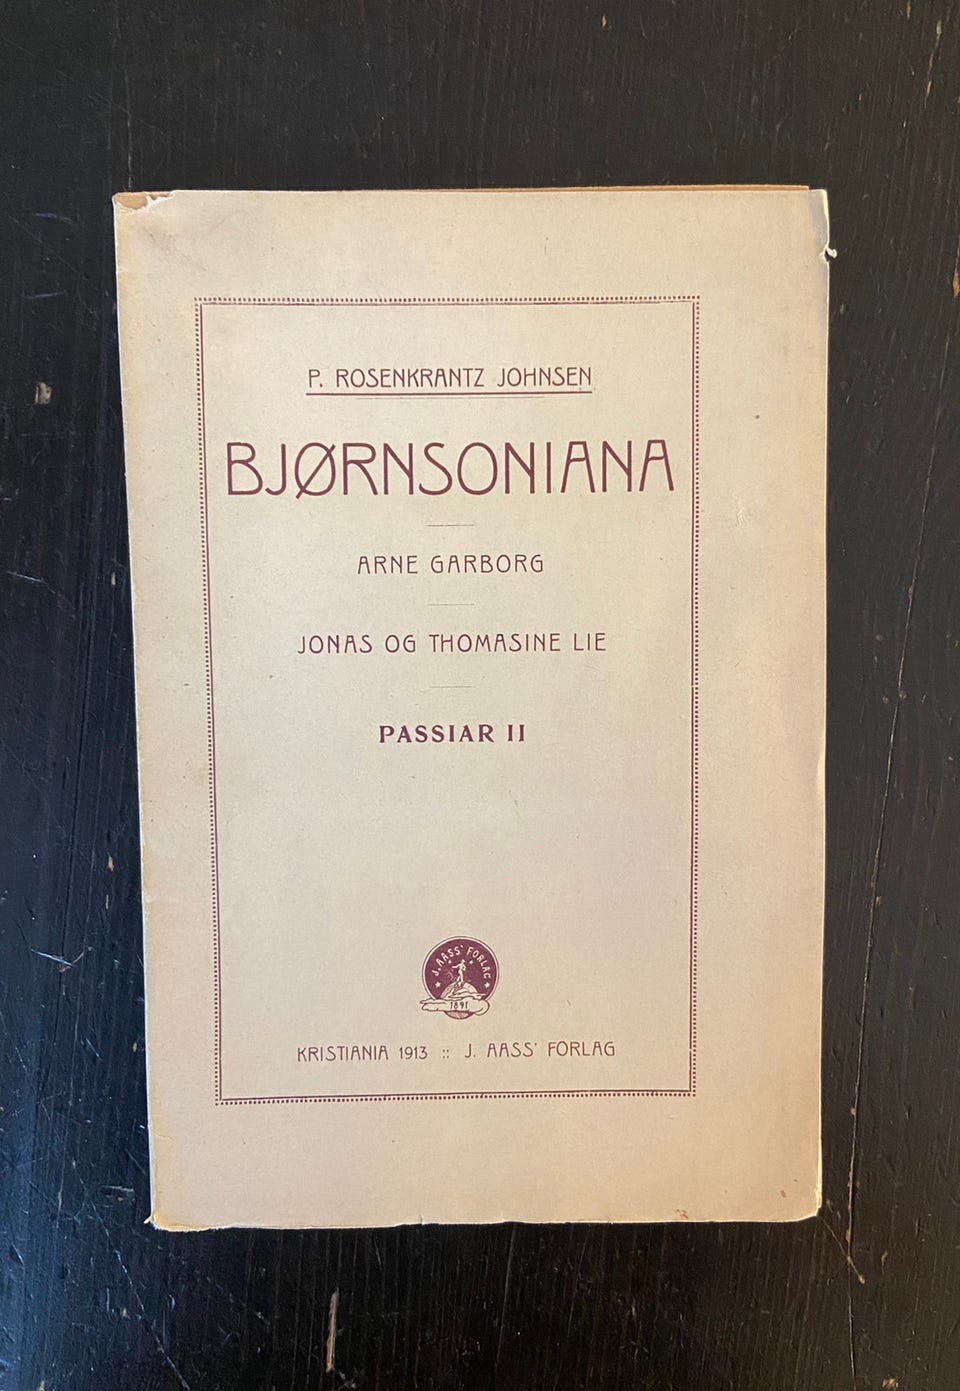 P. ROSENKRANTZ JOHNSEN
BJØRNSONIANA
ARNE GARBORG
JONAS OG THOMASINE LIE
PASSIAR II
J. AASS' FORLAG
1891
KRISTIANIA 1913 :: J. AASS' FORLAG